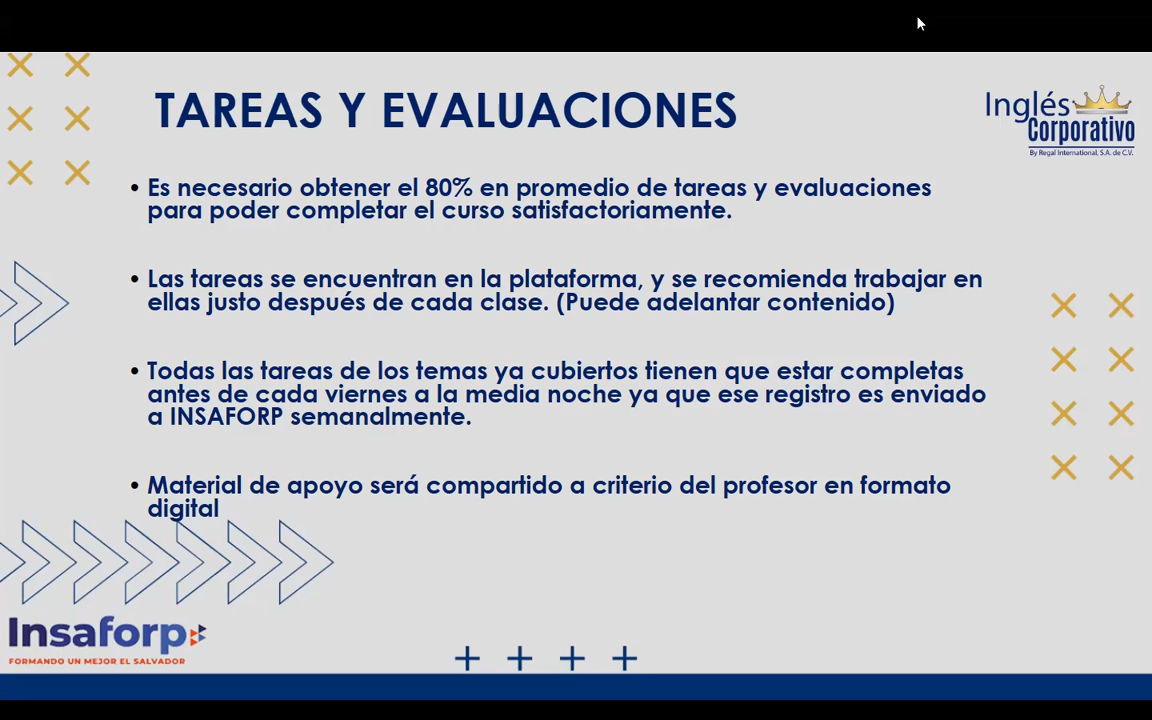 TAREAS Y EVALUACIONES
Inglés
Corporativo
By Regal International, S.A. de C.V.
• Es necesario obtener el 80% en promedio de tareas y evaluaciones
para poder completar el curso satisfactoriamente.
• Las tareas se encuentran en la plataforma, y se recomienda trabajar en
ellas justo después de cada clase. (Puede adelantar contenido)
• Todas las tareas de los temas ya cubiertos tienen que estar completas
antes de cada viernes a la media noche ya que ese registro es enviado
a INSAFORP semanalmente.
• Material de apoyo será compartido a criterio del profesor en formato
digital
Insaforp
FORMANDO UN MEJOR EL SALVADOR